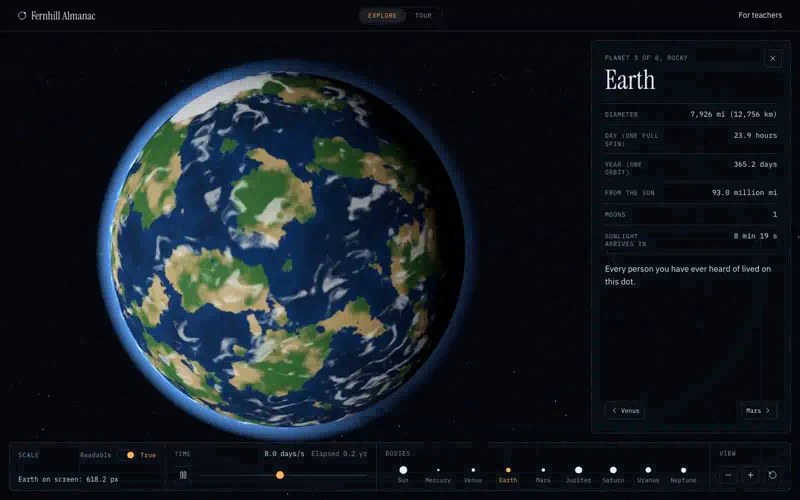 Fernhill Almanac
EXPLORE TOUR
For teachers
PLANET 3 OF 8, ROCKY
Earth
DIAMETER 7,926 mi (12,756 km)
DAY (ONE FULL SPIN) 23.9 hours
YEAR (ONE ORBIT) 365.2 days
FROM THE SUN 93.0 million mi
MOONS 1
SUNLIGHT ARRIVES IN 8 min 19 s
Every person you have ever heard of lived on
this dot.
Venus Mars
SCALE Readable True
Earth on screen: 618.2 px
TIME 8.0 days/s Elapsed 0.2 yr
BODIES
Sun Mercury Venus Earth Mars Jupiter Saturn Uranus Neptune
VIEW